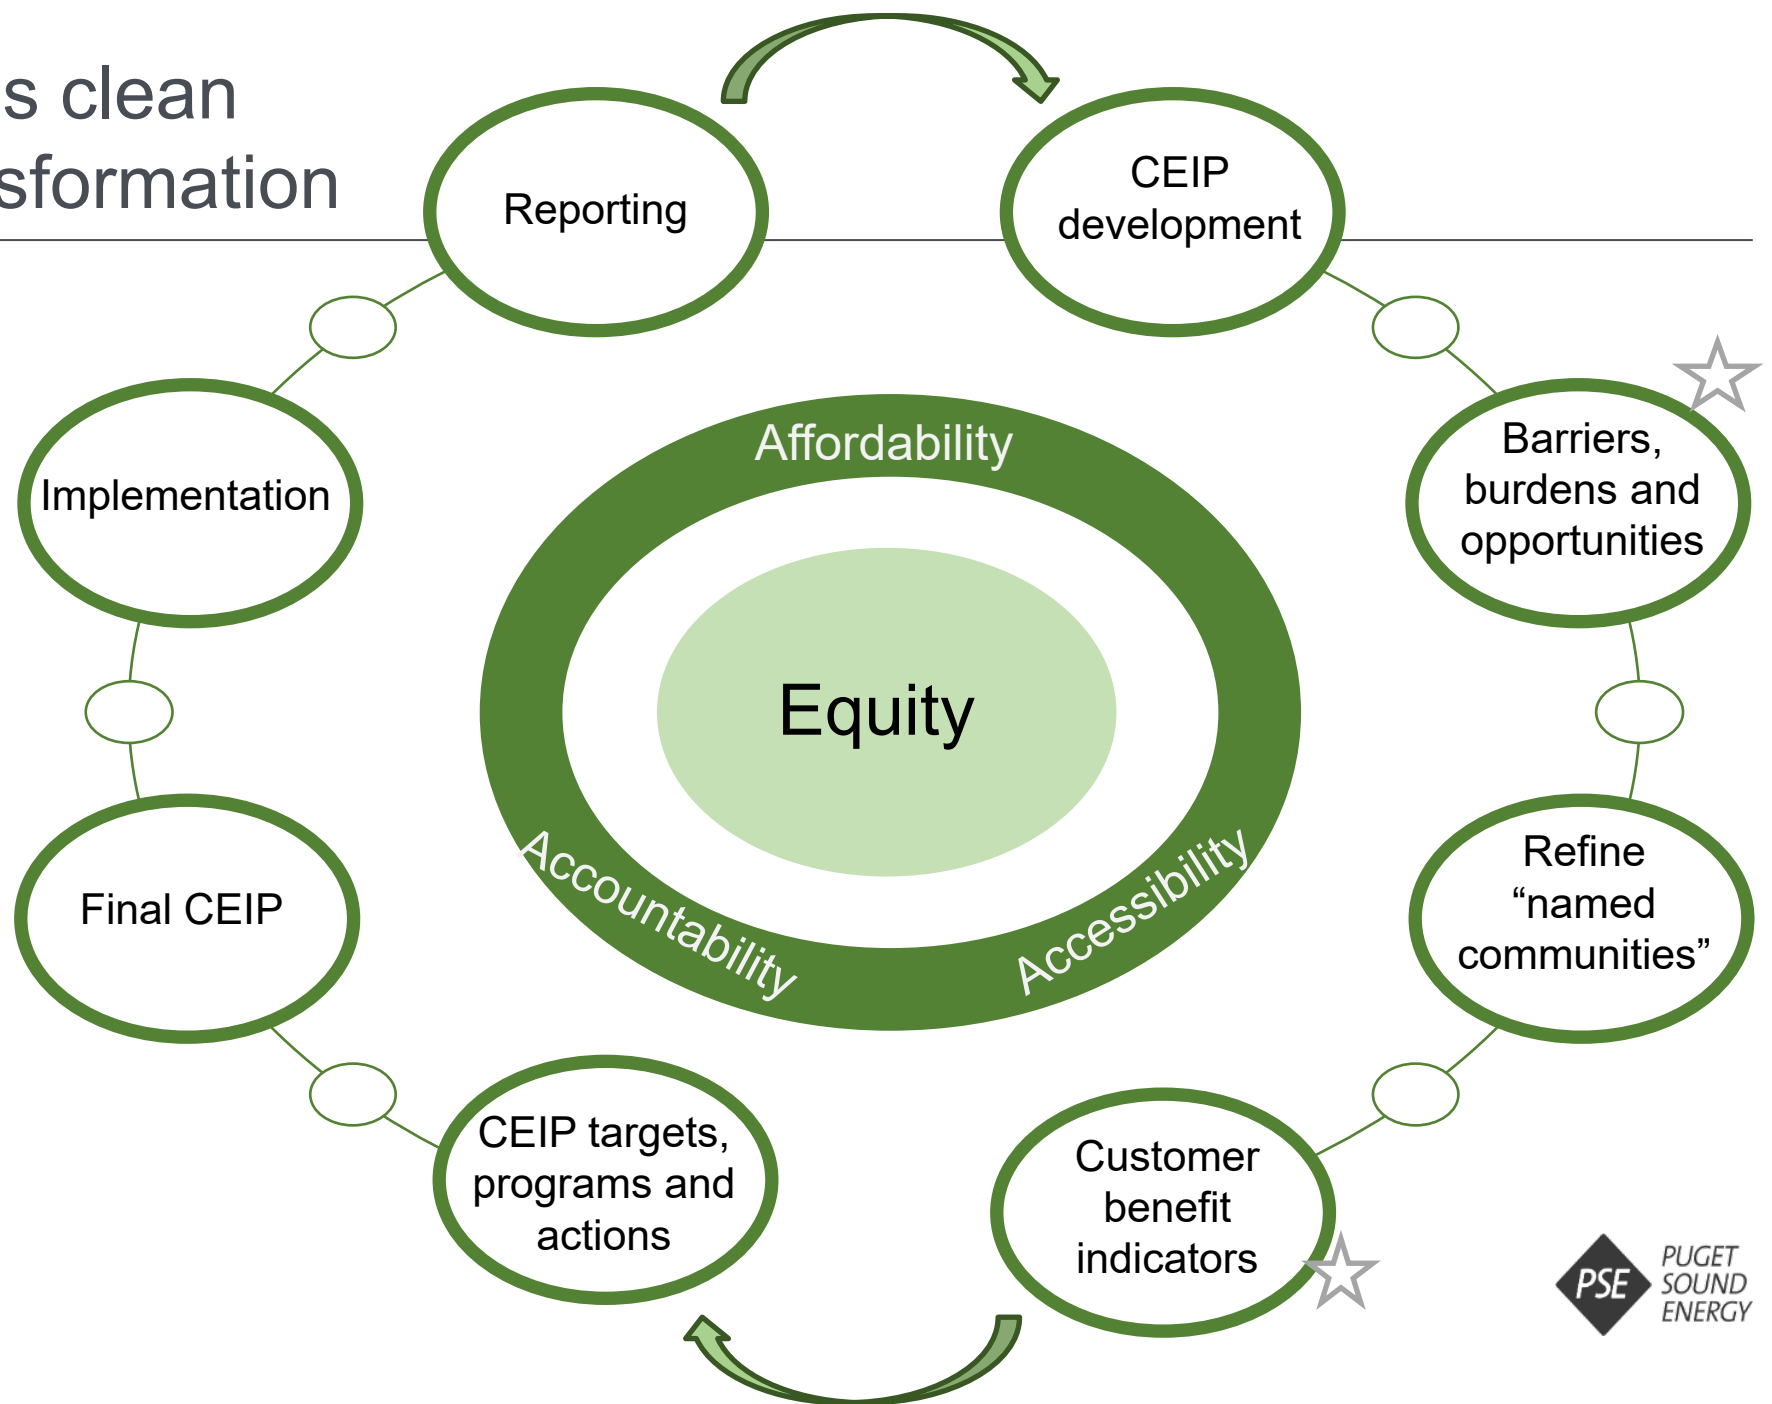 s clean
sformation
Reporting
CEIP
development
Barriers,
burdens and
opportunities
Refine
“named
communities”
Customer
benefit
indicators
CEIP targets,
programs and
actions
Final CEIP
Implementation
Affordability
Accessibility
Accountability
Equity
PSE
PUGET
SOUND
ENERGY